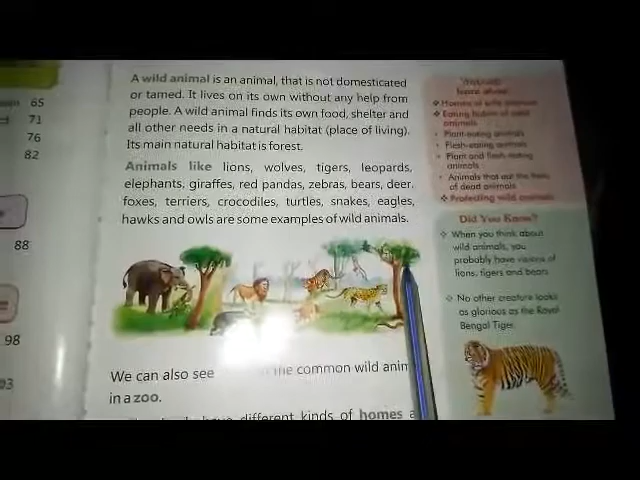 65
71
76
82
88
98
A wild animal is an animal, that is not domesticated
or tamed. It lives on its own without any help from
people. A wild animal finds its own food, shelter and
all other needs in a natural habitat (place of living).
Its main natural habitat is forest.
Animals like lions, wolves, tigers, leopards,
elephants, giraffes, red pandas, zebras, bears, deer.
foxes, terriers, crocodiles, turtles, snakes, eagles,
hawks and owls are some examples of wild animals.
We can also see the common wild
in a zoo.
different kinds of homes
learn about
❖ Homes of wild animals
❖ Eating habits of wild
animals
• Plant-eating animals
• Flesh-eating animals
• Plant and flesh-eating
animals
• Animals that eat the flesh
of dead animals
❖ Protecting wild animals
Did You Know?
❖ When you think about
wild animals, you
probably have visions of
lions, tigers and bears
❖ No other creature looks
as glorious as the Royal
Bengal Tiger.